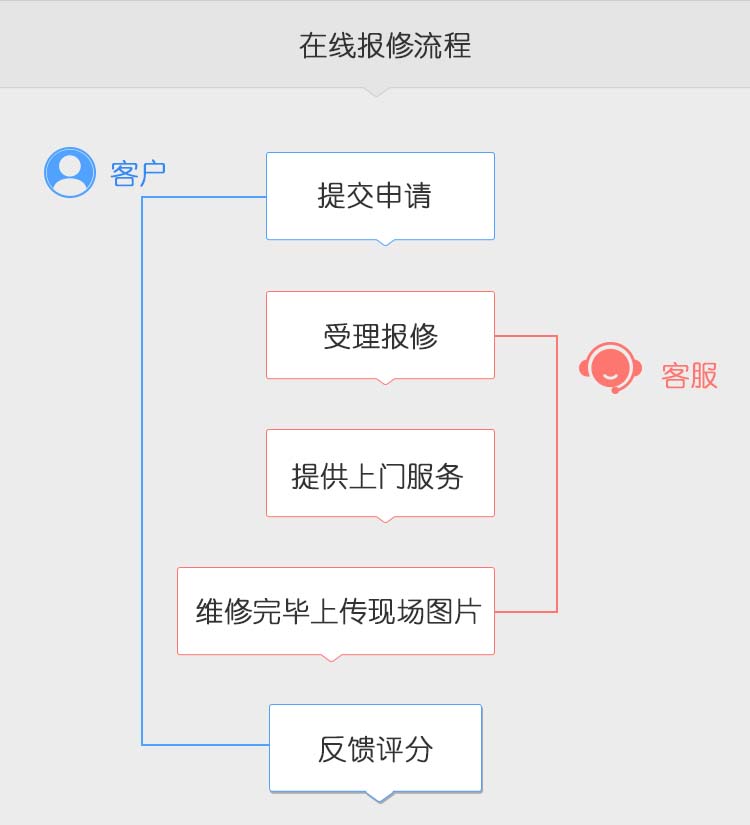 在线报修流程
客户
提交申请
受理报修
客服
提供上门服务
维修完毕上传现场图片
反馈评分